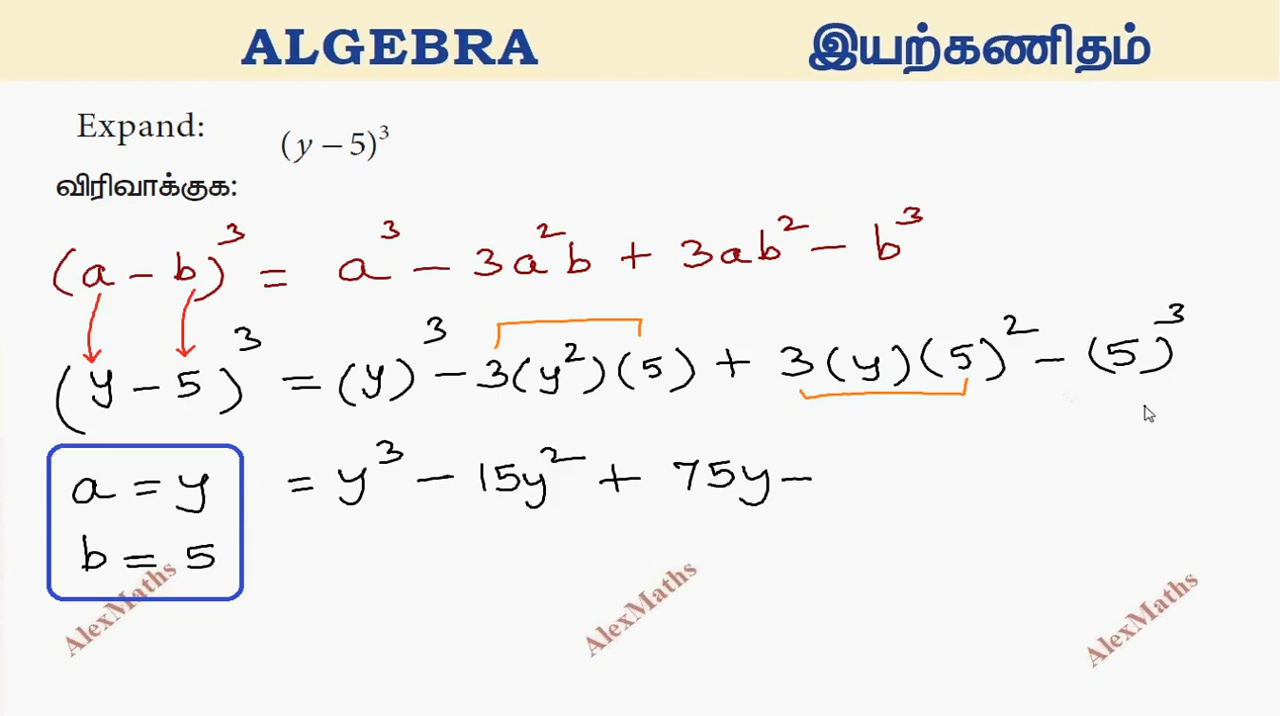 ALGEBRA இயற்கணிதம்
Expand: (y – 5)³
விரிவாக்குக:
(a – b)³ = a³ – 3a²b + 3ab² – b³
(y – 5)³ = (y)³ – 3(y²)(5) + 3(y)(5)² – (5)³
a = y
b = 5
= y³ – 15y² + 75y –
AlexMaths
AlexMaths
AlexMaths